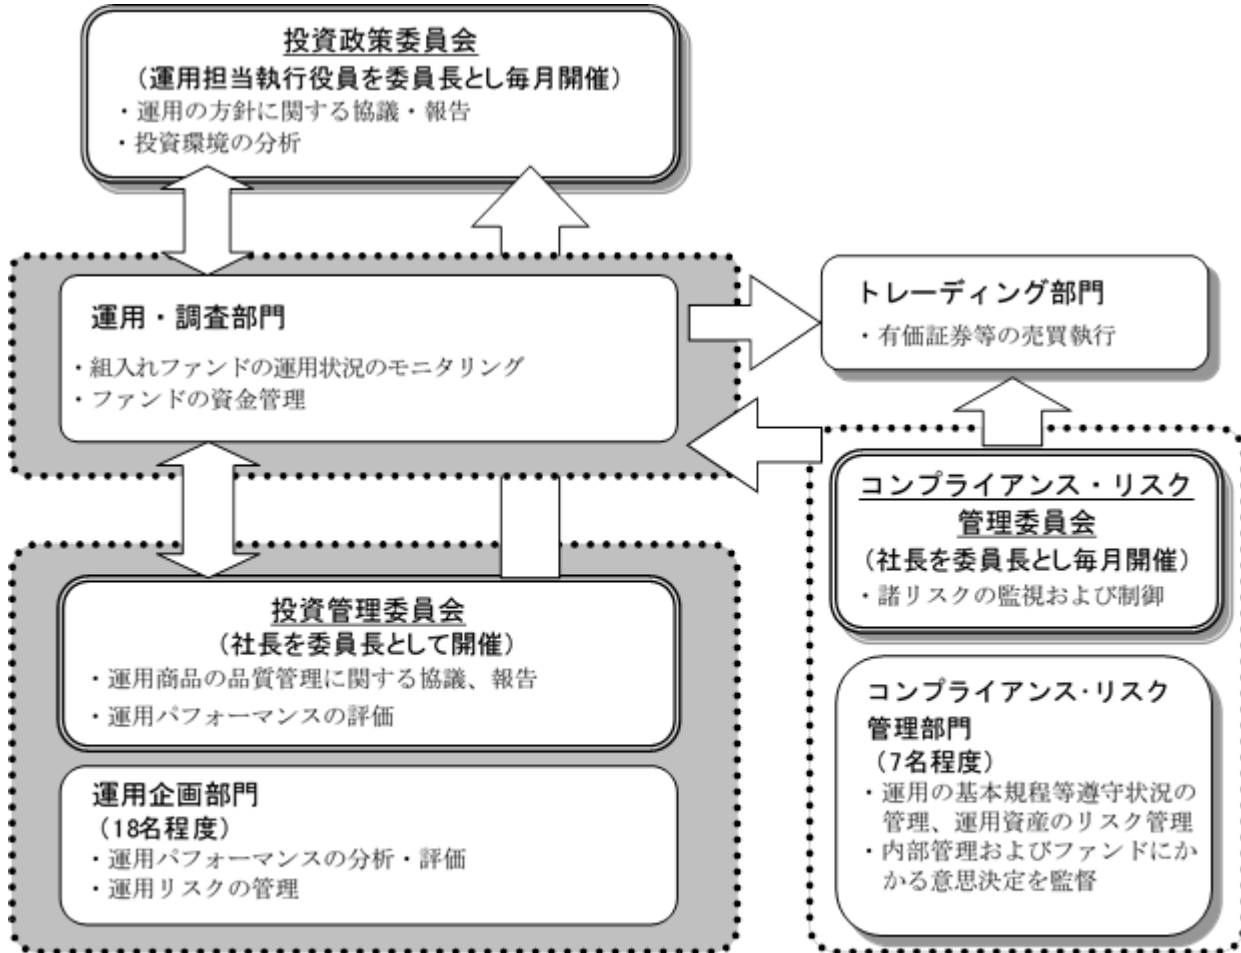 投資政策委員会
（運用担当執行役員を委員長とし毎月開催）
・運用の方針に関する協議・報告
・投資環境の分析
運用・調査部門
・組入れファンドの運用状況のモニタリング
・ファンドの資金管理
トレーディング部門
・有価証券等の売買執行
コンプライアンス・リスク
管理委員会
（社長を委員長とし毎月開催）
・諸リスクの監視および制御
投資管理委員会
（社長を委員長として開催）
・運用商品の品質管理に関する協議、報告
・運用パフォーマンスの評価
運用企画部門
（18名程度）
・運用パフォーマンスの分析・評価
・運用リスクの管理
コンプライアンス・リスク
管理部門
（7名程度）
・運用の基本規程等遵守状況の
管理、運用資産のリスク管理
・内部管理およびファンドにか
かる意思決定を監督